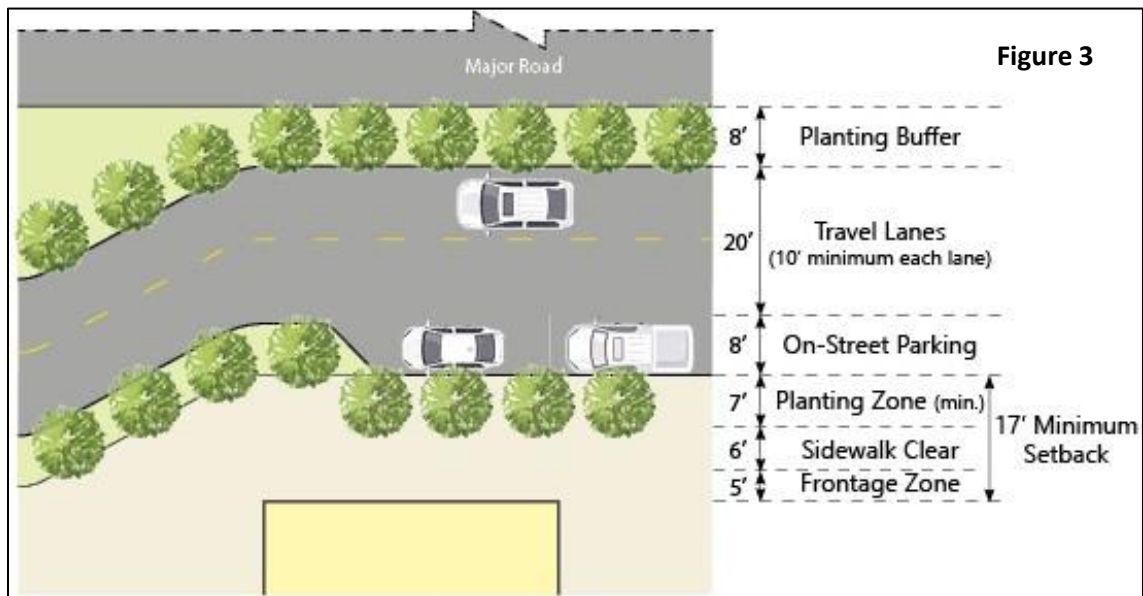 Figure 3
Major Road
8' Planting Buffer
20' Travel Lanes
(10' minimum each lane)
8' On-Street Parking
7' Planting Zone (min.)
17' Minimum
Setback
6' Sidewalk Clear
5' Frontage Zone